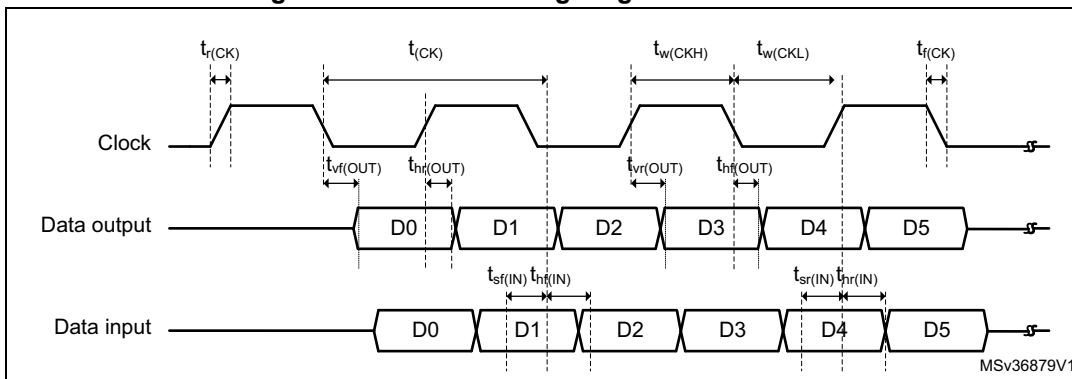 t_r(CK) t_(CK) t_w(CKH) t_w(CKL) t_f(CK)
Clock
t_vf(OUT) t_hr(OUT) t_vr(OUT) t_hf(OUT)
Data output D0 D1 D2 D3 D4 D5
t_sf(IN) t_hf(IN) t_sr(IN) t_hr(IN)
Data input D0 D1 D2 D3 D4 D5
MSv36879V1